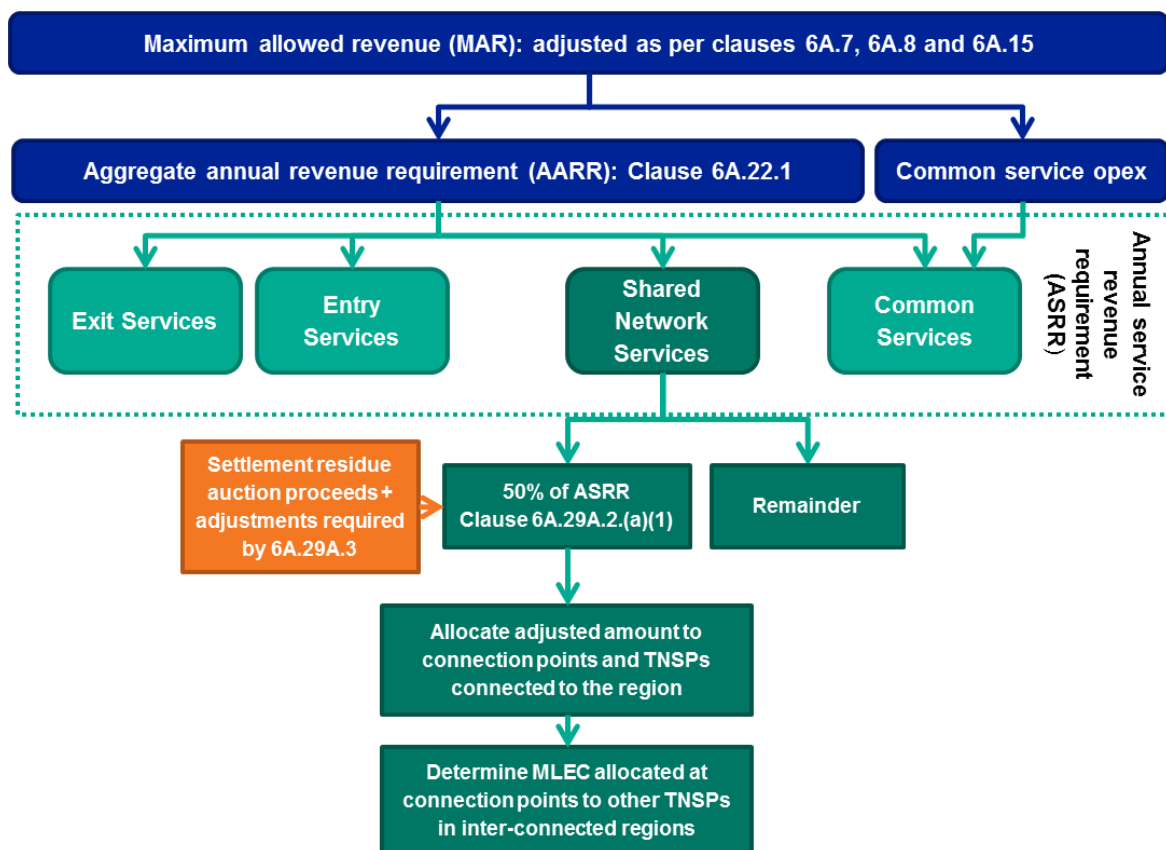 Maximum allowed revenue (MAR): adjusted as per clauses 6A.7, 6A.8 and 6A.15
Aggregate annual revenue requirement (AARR): Clause 6A.22.1
Common service opex
Exit Services
Entry
Services
Shared
Network
Services
Common
Services
Annual service
revenue
requirement
(ASRR)
Settlement residue
auction proceeds +
adjustments required
by 6A.29A.3
50% of ASRR
Clause 6A.29A.2.(a)(1)
Remainder
Allocate adjusted amount to
connection points and TNSPs
connected to the region
Determine MLEC allocated at
connection points to other TNSPs
in inter-connected regions